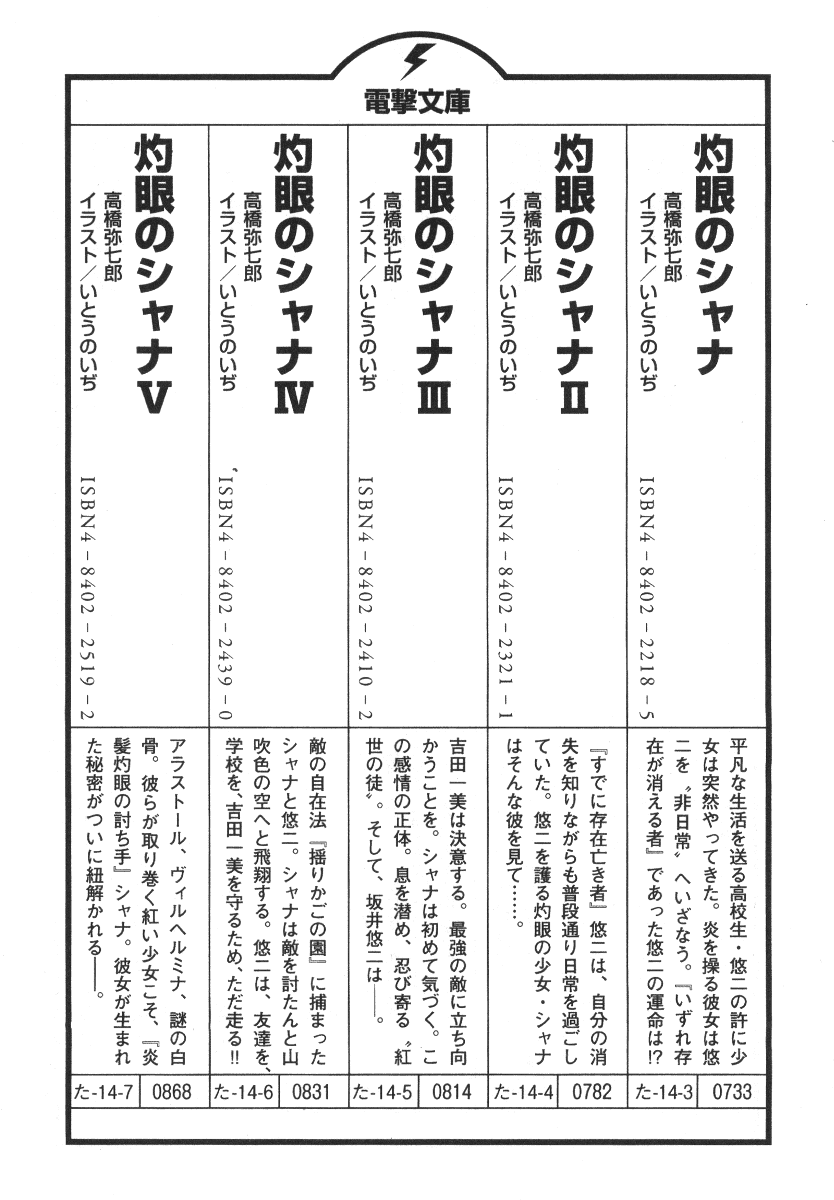 電撃文庫
灼眼のシャナ
高橋弥七郎
イラスト/いとうのいぢ
ISBN4-8402-2218-5
平凡な生活を送る高校生・悠二の許に少
女は突然やってきた。炎を操る彼女は悠
二を〝非日常〟へいざなう。『いずれ存
在が消える者』であった悠二の運命は!?
た-14-3
0733
灼眼のシャナⅡ
高橋弥七郎
イラスト/いとうのいぢ
ISBN4-8402-2321-1
『すでに存在亡き者』悠二は、自分の消
失を知りながらも普段通り日常を過ごし
ていた。悠二を護る灼眼の少女・シャナ
はそんな彼を見て……。
た-14-4
0782
灼眼のシャナⅢ
高橋弥七郎
イラスト/いとうのいぢ
ISBN4-8402-2410-2
吉田一美は決意する。最強の敵に立ち向
かうことを。シャナは初めて気づく。こ
の感情の正体。息を潜め、忍び寄る〝紅
世の徒〟。そして、坂井悠二は――。
た-14-5
0814
灼眼のシャナⅣ
高橋弥七郎
イラスト/いとうのいぢ
ISBN4-8402-2439-0
敵の自在法『揺りかごの園』に捕まった
シャナと悠二。シャナは敵を討たんと山
吹色の空へと飛翔する。悠二は、友達を、
学校を、吉田一美を守るため、ただ走る!!
た-14-6
0831
灼眼のシャナⅤ
高橋弥七郎
イラスト/いとうのいぢ
ISBN4-8402-2519-2
アラストール、ヴィルヘルミナ、謎の白
骨。彼らが取り巻く紅い少女こそ、『炎
髪灼眼の討ち手』シャナ。彼女が生まれ
た秘密がついに紐解かれる――。
た-14-7
0868